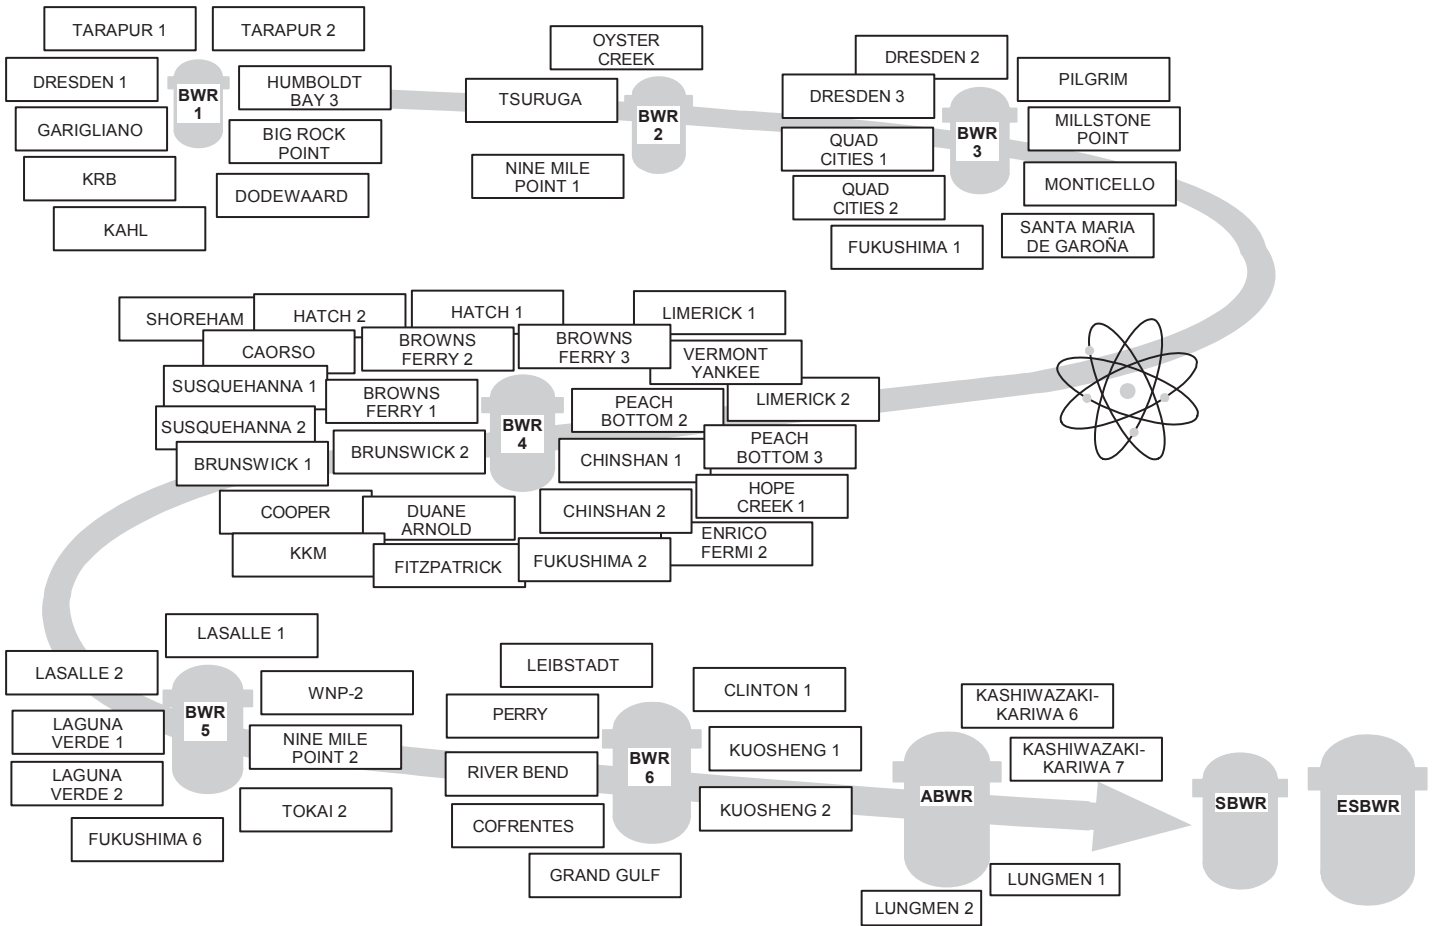 TARAPUR 1
TARAPUR 2
DRESDEN 1
BWR
1
HUMBOLDT
BAY 3
GARIGLIANO
BIG ROCK
POINT
KRB
DODEWAARD
KAHL
OYSTER
CREEK
TSURUGA
BWR
2
NINE MILE
POINT 1
DRESDEN 2
DRESDEN 3
PILGRIM
QUAD
CITIES 1
BWR
3
MILLSTONE
POINT
QUAD
CITIES 2
MONTICELLO
FUKUSHIMA 1
SANTA MARIA
DE GAROÑA
SHOREHAM
HATCH 2
HATCH 1
LIMERICK 1
CAORSO
BROWNS
FERRY 2
BROWNS
FERRY 3
VERMONT
YANKEE
SUSQUEHANNA 1
BROWNS
FERRY 1
BWR
4
PEACH
BOTTOM 2
LIMERICK 2
SUSQUEHANNA 2
BRUNSWICK 1
BRUNSWICK 2
CHINSHAN 1
PEACH
BOTTOM 3
COOPER
DUANE
ARNOLD
CHINSHAN 2
HOPE
CREEK 1
KKM
FITZPATRICK
FUKUSHIMA 2
ENRICO
FERMI 2
LASALLE 1
LASALLE 2
WNP-2
BWR
5
LAGUNA
VERDE 1
NINE MILE
POINT 2
LAGUNA
VERDE 2
TOKAI 2
FUKUSHIMA 6
LEIBSTADT
PERRY
CLINTON 1
RIVER BEND
BWR
6
KUOSHENG 1
COFRENTES
KUOSHENG 2
GRAND GULF
KASHIWAZAKI-
KARIWA 6
KASHIWAZAKI-
KARIWA 7
ABWR
LUNGMEN 1
LUNGMEN 2
SBWR
ESBWR